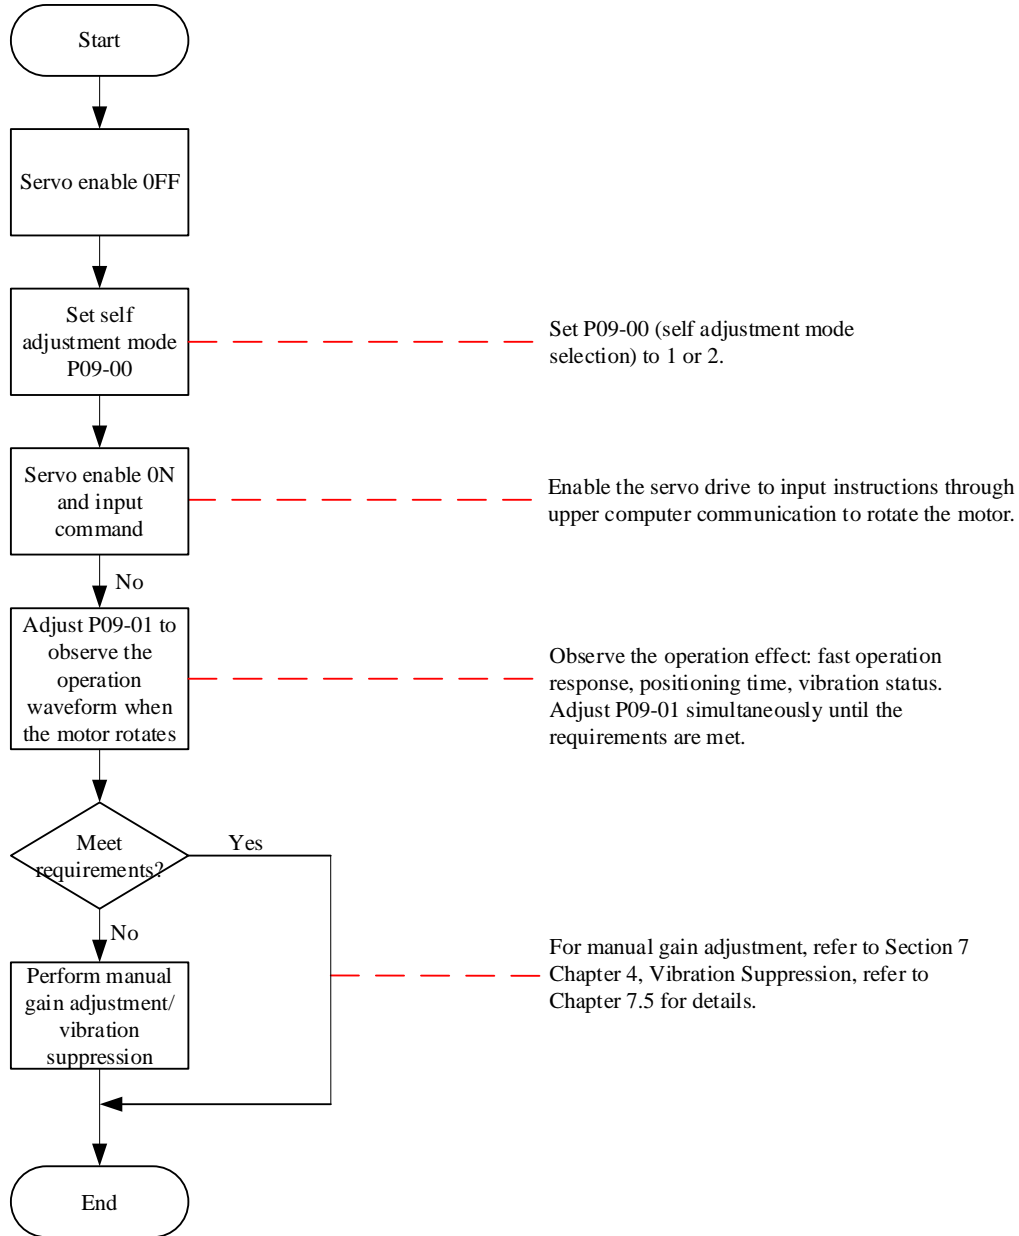 Start
Servo enable 0FF
Set self
adjustment mode
P09-00
Set P09-00 (self adjustment mode
selection) to 1 or 2.
Servo enable 0N
and input
command
Enable the servo drive to input instructions through
upper computer communication to rotate the motor.
No
Adjust P09-01 to
observe the
operation
waveform when
the motor rotates
Observe the operation effect: fast operation
response, positioning time, vibration status.
Adjust P09-01 simultaneously until the
requirements are met.
Meet
requirements?
Yes
No
Perform manual
gain adjustment/
vibration
suppression
For manual gain adjustment, refer to Section 7
Chapter 4, Vibration Suppression, refer to
Chapter 7.5 for details.
End